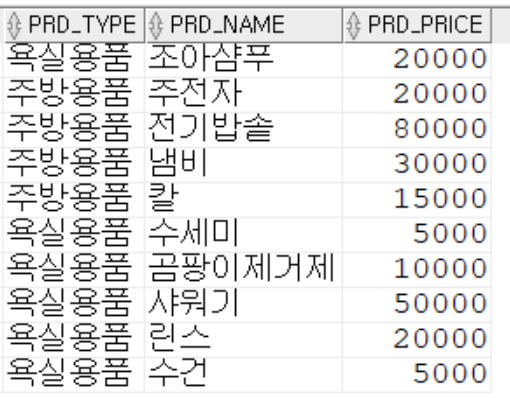 PRD_TYPE PRD_NAME PRD_PRICE
욕실용품 조아샴푸 20000
주방용품 주전자 20000
주방용품 전기밥솥 80000
주방용품 냄비 30000
주방용품 칼 15000
욕실용품 수세미 5000
욕실용품 곰팡이제거제 10000
욕실용품 샤워기 50000
욕실용품 린스 20000
욕실용품 수건 5000